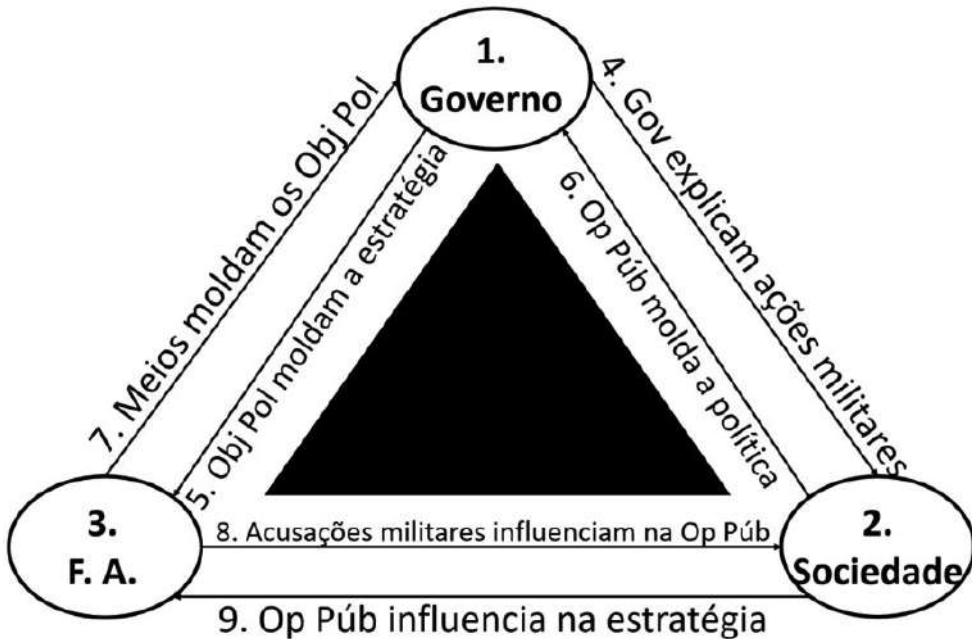 1.
Governo
4. Gov explicam ações militares
6. Op Púb molda a política
7. Meios moldam os Obj Pol
5. Obj Pol moldam a estratégia
3.
F. A.
8. Acusações militares influenciam na Op Púb
2.
Sociedade
9. Op Púb influencia na estratégia